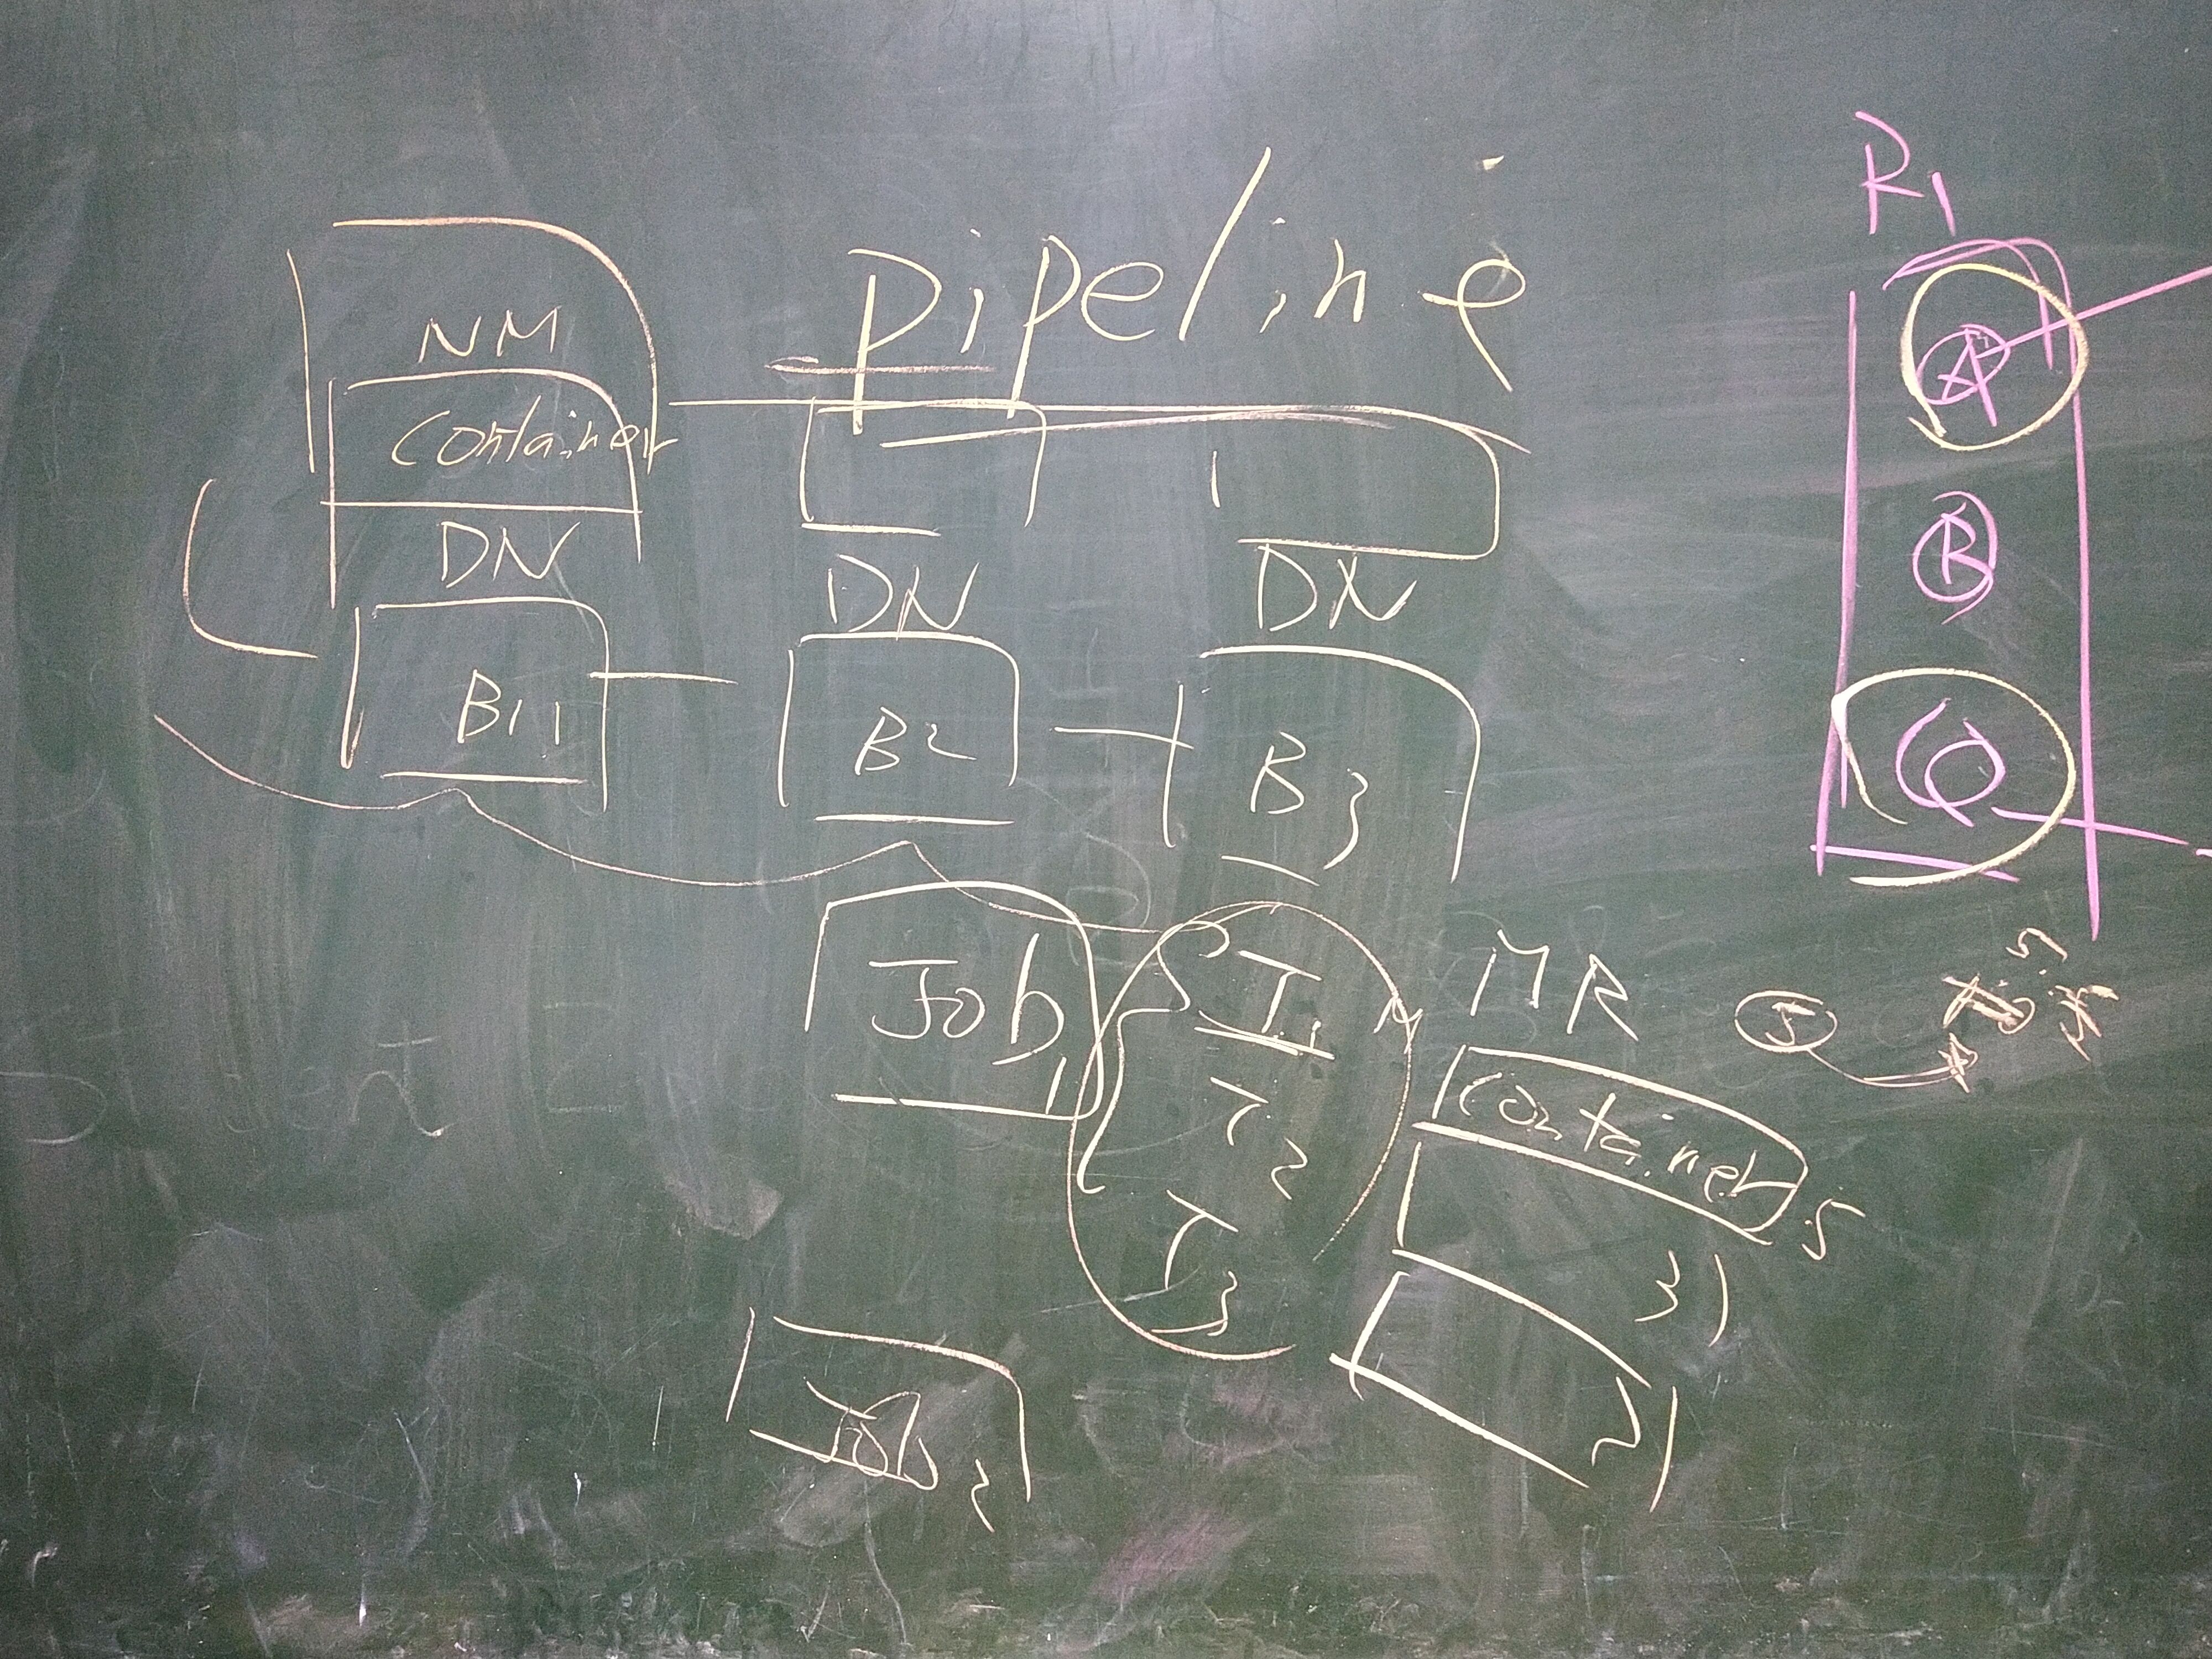 R1
pipeline
NM
A
Container
DN
DN
DN
B
B11
B2
B3
Job1
T1
MR
5
T2
Container
5
T3
3)
Job2
2)